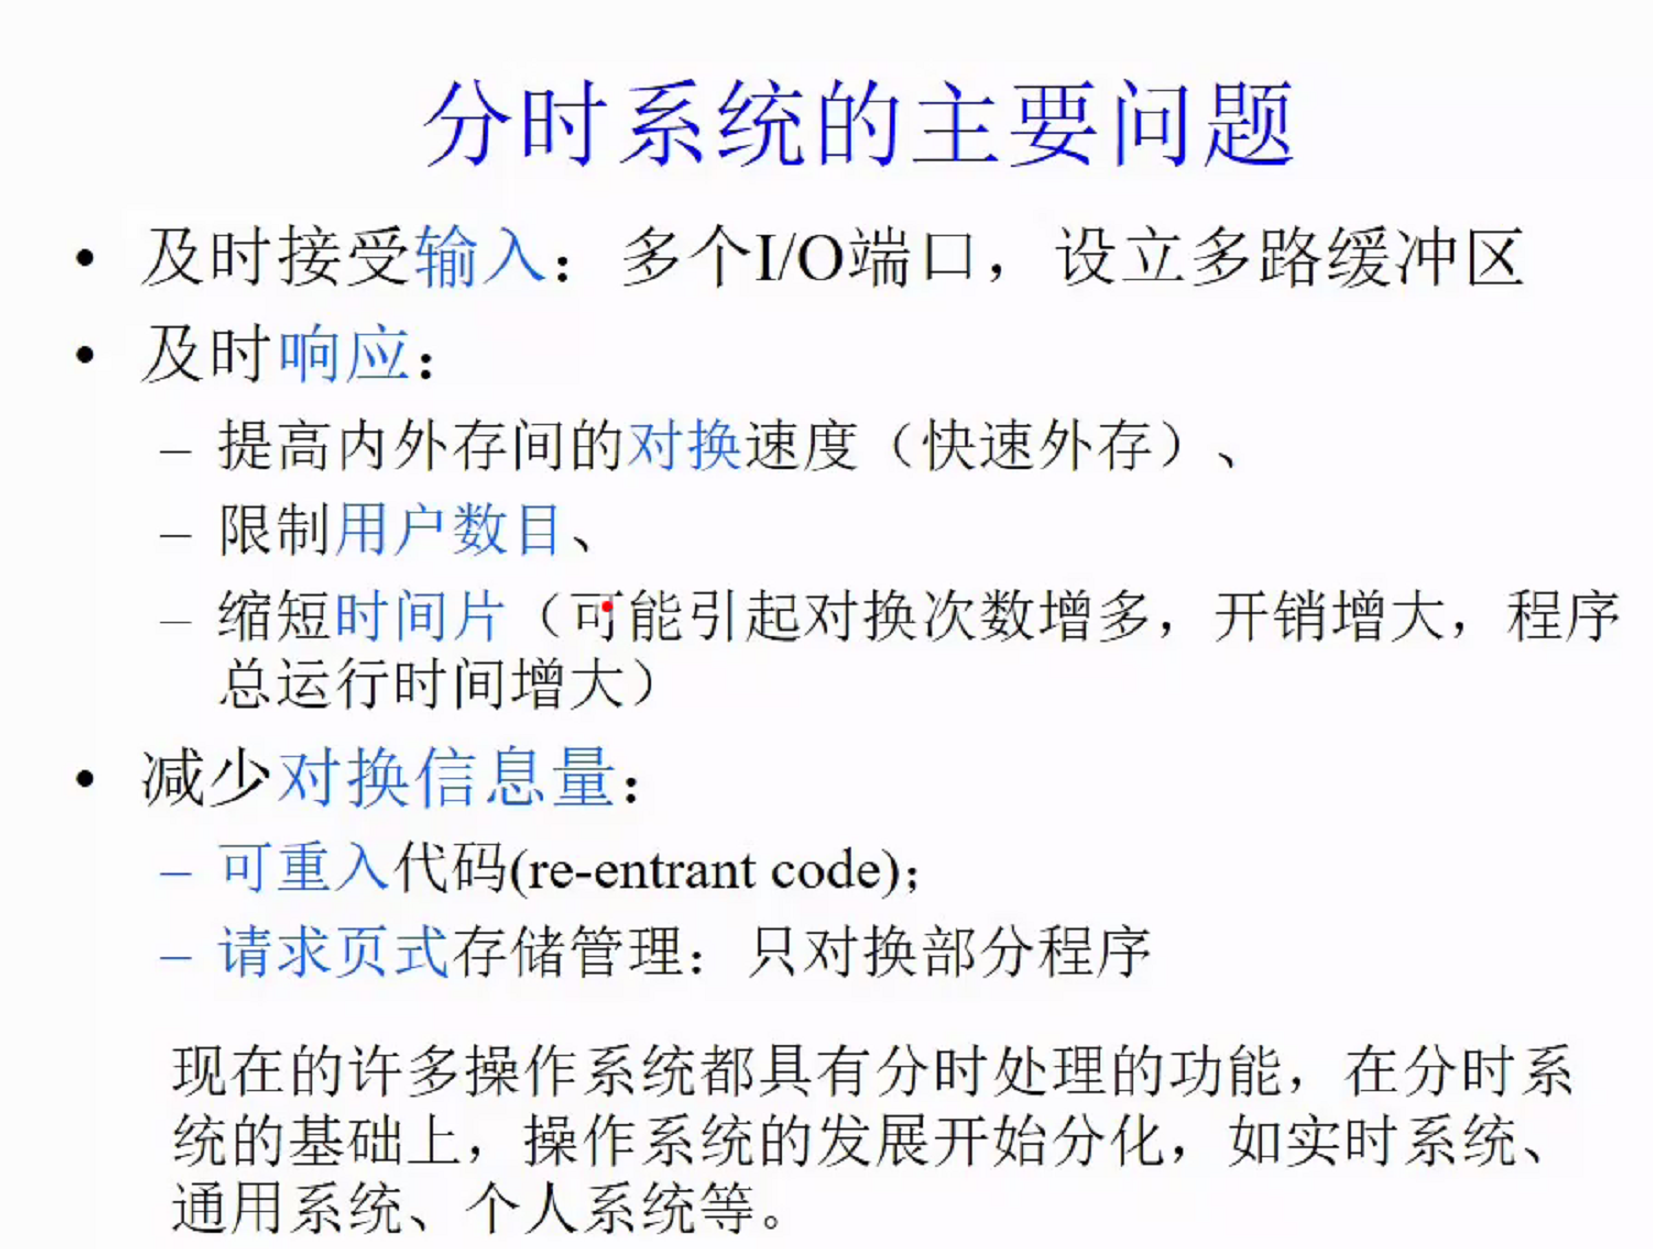 分时系统的主要问题
• 及时接受输入：多个I/O端口，设立多路缓冲区
• 及时响应：
– 提高内外存间的对换速度（快速外存）、
– 限制用户数目、
– 缩短时间片（可能引起对换次数增多，开销增大，程序
总运行时间增大）
• 减少对换信息量：
– 可重入代码(re-entrant code)；
– 请求页式存储管理：只对换部分程序
现在的许多操作系统都具有分时处理的功能，在分时系
统的基础上，操作系统的发展开始分化，如实时系统、
通用系统、个人系统等。